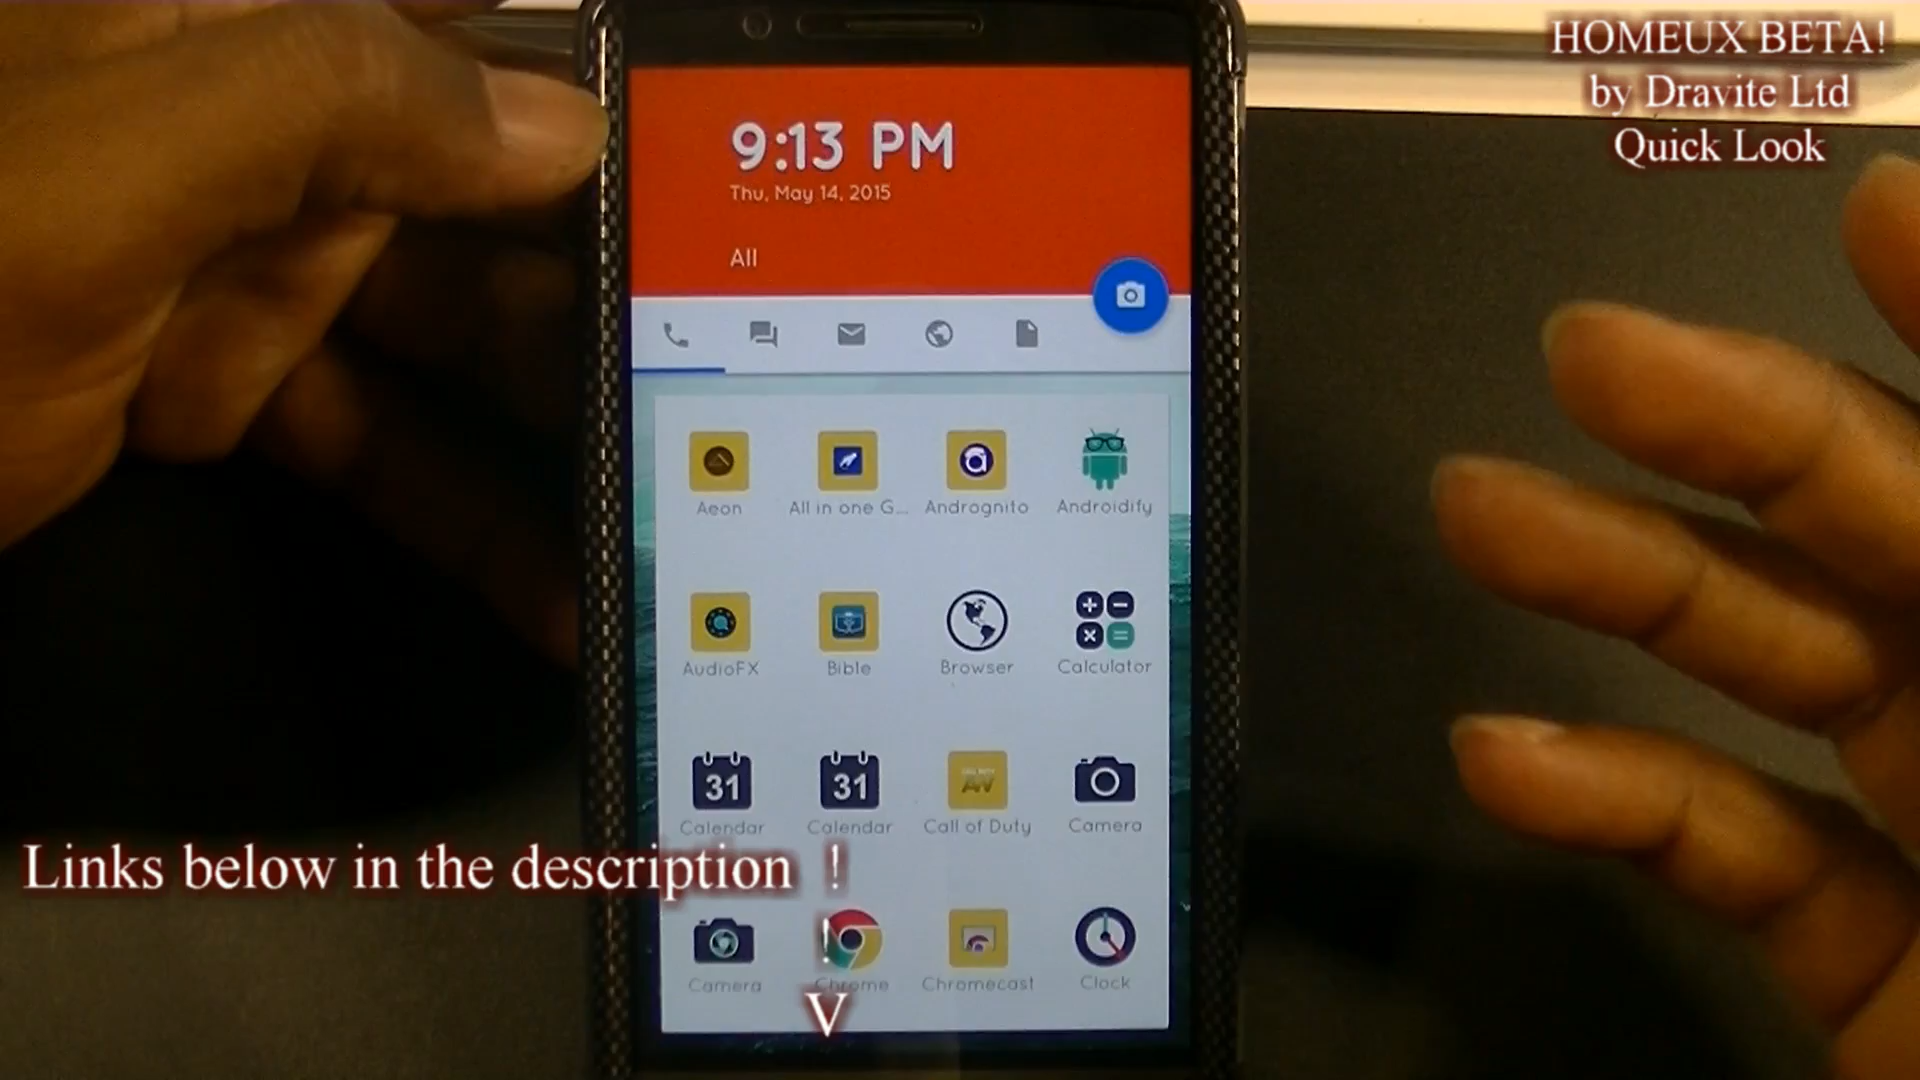 HOMEUX BETA!
by Dravite Ltd
Quick Look
9:13 PM
Thu, May 14, 2015
All
Aeon
All in one G...
Andrognito
Androidify
AudioFX
Bible
Browser
Calculator
31
31
AW
Calendar
Calendar
Call of Duty
Camera
Links below in the description !
!
Camera
Chrome
Chromecast
Clock
V